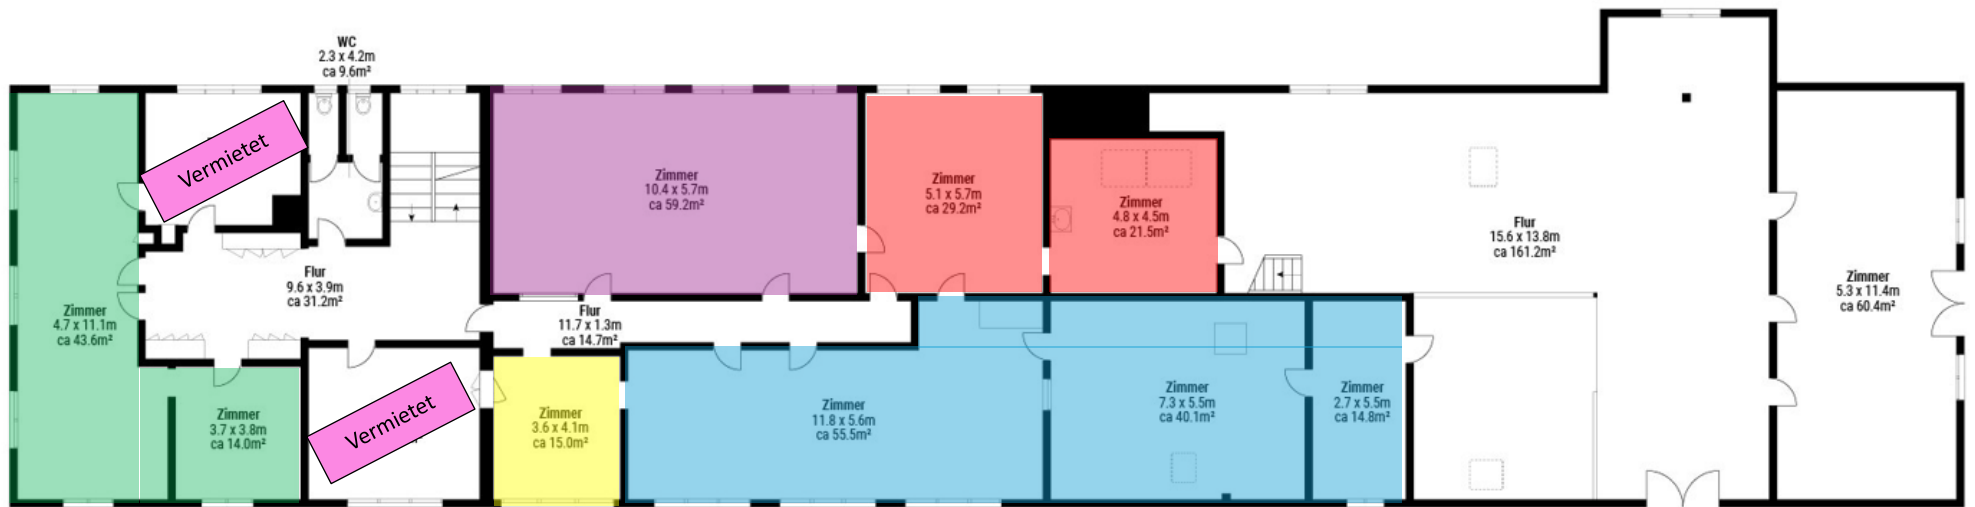 WC
2.3 x 4.2m
ca 9.6m²
Vermietet
Zimmer
10.4 x 5.7m
ca 59.2m²
Zimmer
5.1 x 5.7m
ca 29.2m²
Zimmer
4.8 x 4.5m
ca 21.5m²
Flur
15.6 x 13.8m
ca 161.2m²
Zimmer
5.3 x 11.4m
ca 60.4m²
Flur
9.6 x 3.9m
ca 31.2m²
Zimmer
4.7 x 11.1m
ca 43.6m²
Flur
11.7 x 1.3m
ca 14.7m²
Zimmer
3.7 x 3.8m
ca 14.0m²
Vermietet
Zimmer
3.6 x 4.1m
ca 15.0m²
Zimmer
11.8 x 5.6m
ca 55.5m²
Zimmer
7.3 x 5.5m
ca 40.1m²
Zimmer
2.7 x 5.5m
ca 14.8m²